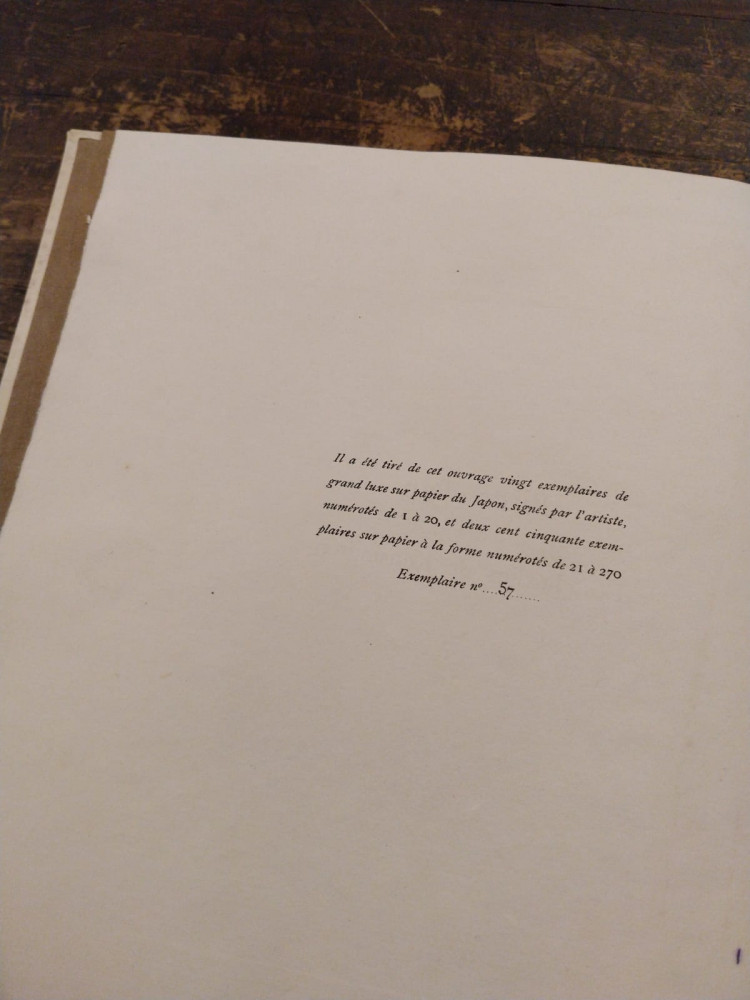 Il a été tiré de cet ouvrage vingt exemplaires de
grand luxe sur papier du Japon, signés par l'artiste,
numérotés de 1 à 20, et deux cent cinquante exem-
plaires sur papier à la forme numérotés de 21 à 270
Exemplaire nº....57......